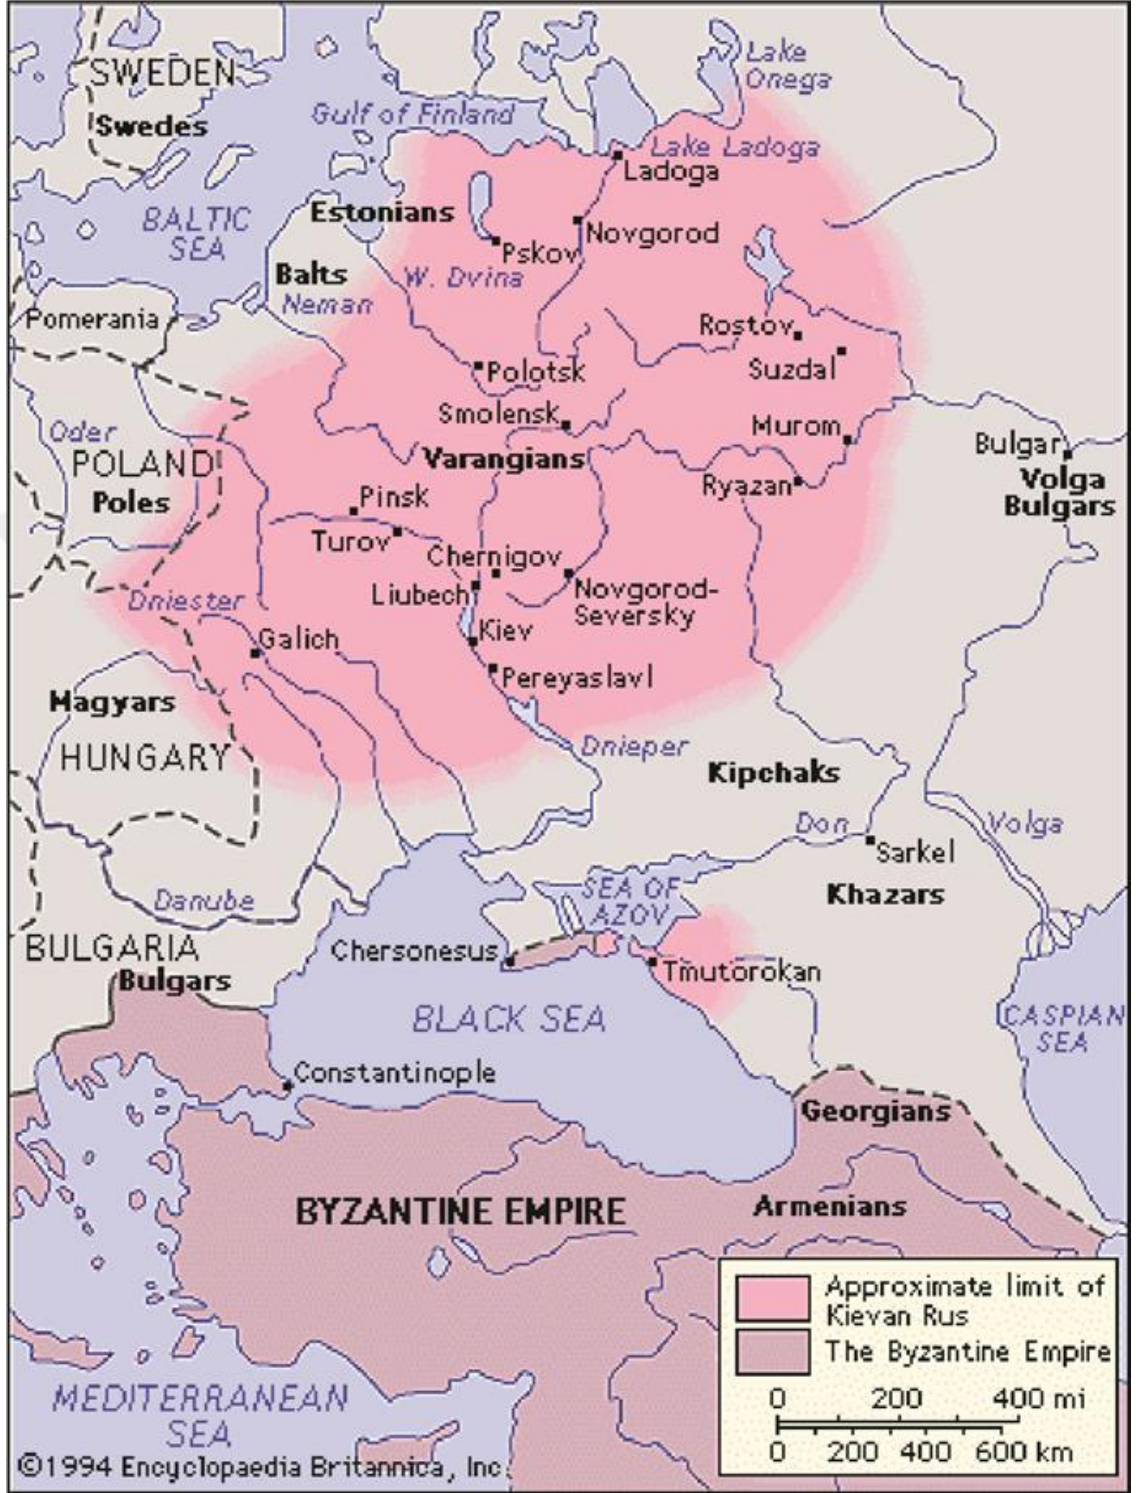 Lake
Onega
SWEDEN
Swedes
Gulf of Finland
Lake Ladoga
Ladoga
BALTIC
SEA
Estonians
Novgorod
Pskov
Balts
W. Dvina
Neman
Pomerania
Rostov
Suzdal
Polotsk
Smolensk
Murom
Oder
POLAND
Poles
Varangians
Bulgar
Volga
Bulgars
Ryazan
Pinsk
Turov
Chernigov
Liubech
Novgorod-
Seversky
Dniester
Galich
Kiev
Pereyaslavl
Magyars
HUNGARY
Dnieper
Kipchaks
Don
Volga
Sarkel
Khazars
Danube
SEA OF
AZOV
BULGARIA
Bulgars
Chersonesus
Tmutorokan
BLACK SEA
CASPIAN
SEA
Constantinople
Georgians
BYZANTINE EMPIRE
Armenians
Approximate limit of
Kievan Rus
The Byzantine Empire
0 200 400 mi
0 200 400 600 km
MEDITERRANEAN
SEA
©1994 Encyclopaedia Britannica, Inc.